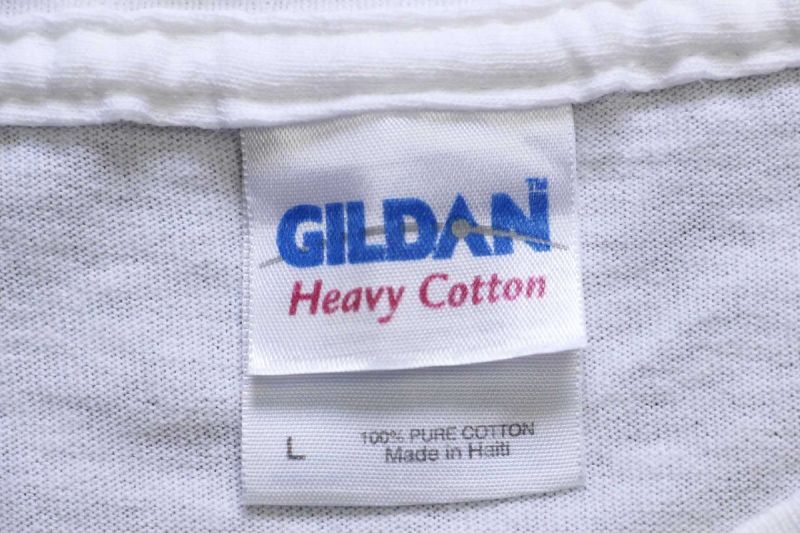 GILDAN™
Heavy Cotton
L
100% PURE COTTON
Made in Haiti